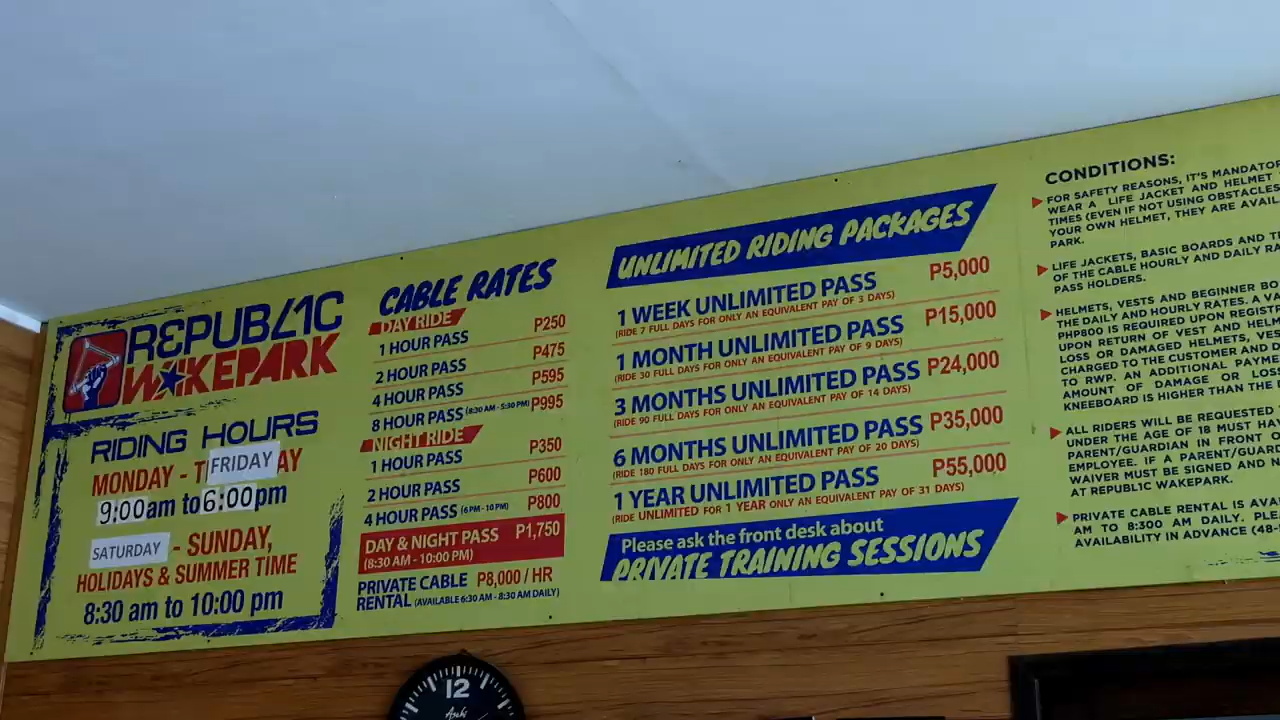 REPUBLIC
WAKEPARK
RIDING HOURS
MONDAY - T FRIDAY AY
9:00am to 6:00pm
SATURDAY - SUNDAY,
HOLIDAYS & SUMMER TIME
8:30 am to 10:00 pm
CABLE RATES
DAY RIDE
1 HOUR PASS P250
2 HOUR PASS P475
4 HOUR PASS P595
8 HOUR PASS (8:30 AM - 5:30 PM) P995
NIGHT RIDE
1 HOUR PASS P350
2 HOUR PASS P600
4 HOUR PASS (6 PM - 10 PM) P800
DAY & NIGHT PASS P1,750
(8:30 AM - 10:00 PM)
PRIVATE CABLE P8,000 / HR
RENTAL (AVAILABLE 6:30 AM - 8:30 AM DAILY)
UNLIMITED RIDING PACKAGES
1 WEEK UNLIMITED PASS P5,000
(RIDE 7 FULL DAYS FOR ONLY AN EQUIVALENT PAY OF 3 DAYS)
1 MONTH UNLIMITED PASS P15,000
(RIDE 30 FULL DAYS FOR ONLY AN EQUIVALENT PAY OF 9 DAYS)
3 MONTHS UNLIMITED PASS P24,000
(RIDE 90 FULL DAYS FOR ONLY AN EQUIVALENT PAY OF 14 DAYS)
6 MONTHS UNLIMITED PASS P35,000
(RIDE 180 FULL DAYS FOR ONLY AN EQUIVALENT PAY OF 20 DAYS)
1 YEAR UNLIMITED PASS P55,000
(RIDE UNLIMITED FOR 1 YEAR ONLY AN EQUIVALENT PAY OF 31 DAYS)
Please ask the front desk about
PRIVATE TRAINING SESSIONS
CONDITIONS:
FOR SAFETY REASONS, IT'S MANDATOR
WEAR A LIFE JACKET AND HELMET
TIMES (EVEN IF NOT USING OBSTACLES
YOUR OWN HELMET, THEY ARE AVAIL
PARK.
LIFE JACKETS, BASIC BOARDS AND T
OF THE CABLE HOURLY AND DAILY RA
PASS HOLDERS.
HELMETS, VESTS AND BEGINNER BO
THE DAILY AND HOURLY RATES. A VA
PHP800 IS REQUIRED UPON REGISTR
UPON RETURN OF VEST AND HELM
LOSS OR DAMAGED HELMETS, VES
CHARGED TO THE CUSTOMER AND D
TO RWP. AN ADDITIONAL PAYME
AMOUNT OF DAMAGE OR LOS
KNEEBOARD IS HIGHER THAN THE
ALL RIDERS WILL BE REQUESTED
UNDER THE AGE OF 18 MUST HAV
PARENT/GUARDIAN IN FRONT O
EMPLOYEE. IF A PARENT/GUARD
WAIVER MUST BE SIGNED AND N
AT REPUBL1C WAKEPARK.
PRIVATE CABLE RENTAL IS AVA
AM TO 8:300 AM DAILY. PLE
AVAILABILITY IN ADVANCE (48-
12